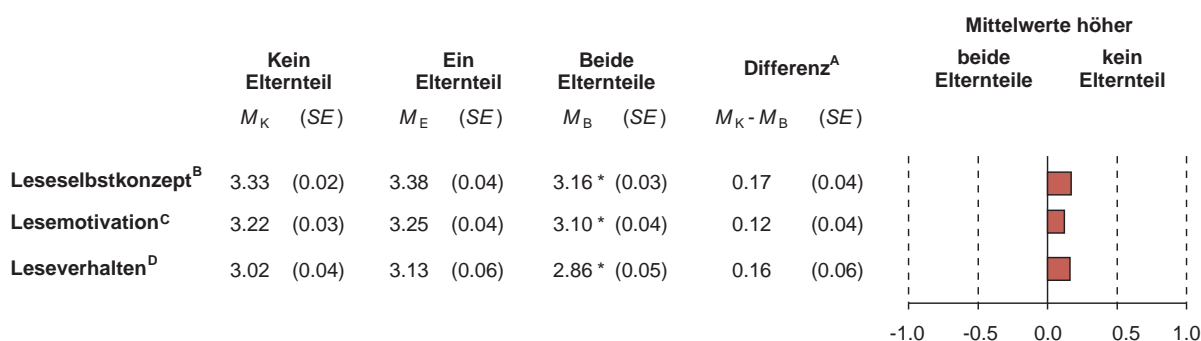 Mittelwerte höher
Kein Elternteil Ein Elternteil Beide Elternteile Differenz^A beide Elternteile kein Elternteil
M_K (SE) M_E (SE) M_B (SE) M_K - M_B (SE)
Leseselbstkonzept^B 3.33 (0.02) 3.38 (0.04) 3.16 * (0.03) 0.17 (0.04)
Lesemotivation^C 3.22 (0.03) 3.25 (0.04) 3.10 * (0.04) 0.12 (0.04)
Leseverhalten^D 3.02 (0.04) 3.13 (0.06) 2.86 * (0.05) 0.16 (0.06)
-1.0 -0.5 0.0 0.5 1.0